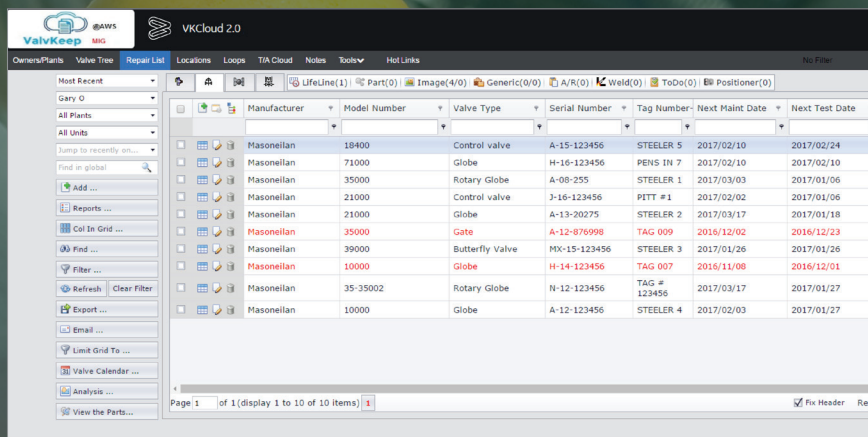 @AWS
ValvKeep MIG
VKCloud 2.0
Owners/Plants Valve Tree Repair List Locations Loops T/A Cloud Notes Tools Hot Links No Filter
Most Recent
LifeLine(1) Part(0) Image(4/0) Generic(0/0) A/R(0) Weld(0) ToDo(0) Positioner(0)
Gary O
All Plants
All Units
Jump to recently on...
Find in global
Add ...
Reports ...
Col In Grid ...
Find ...
Filter ...
Refresh Clear Filter
Export ...
Email ...
Limit Grid To ...
Valve Calendar ...
Analysis ...
View the Parts...
Manufacturer Model Number Valve Type Serial Number Tag Number Next Maint Date Next Test Date
Masoneilan 18400 Control valve A-15-123456 STEELER 5 2017/02/10 2017/02/24
Masoneilan 71000 Globe H-16-123456 PENS IN 7 2017/02/10 2017/02/10
Masoneilan 35000 Rotary Globe A-08-255 STEELER 1 2017/03/03 2017/01/06
Masoneilan 21000 Control valve J-16-123456 PITT #1 2017/02/02 2017/01/06
Masoneilan 21000 Globe A-13-20275 STEELER 2 2017/03/17 2017/01/18
Masoneilan 35000 Gate A-12-876998 TAG 009 2016/12/02 2016/12/23
Masoneilan 39000 Butterfly Valve MX-15-123456 STEELER 3 2017/01/26 2017/01/26
Masoneilan 10000 Globe H-14-123456 TAG 007 2016/11/08 2016/12/01
Masoneilan 35-35002 Rotary Globe N-12-123456 TAG # 123456 2017/03/17 2017/01/27
Masoneilan 10000 Globe A-12-123456 STEELER 4 2017/02/03 2017/01/27
Page 1 of 1 (display 1 to 10 of 10 items) 1 Fix Header Re